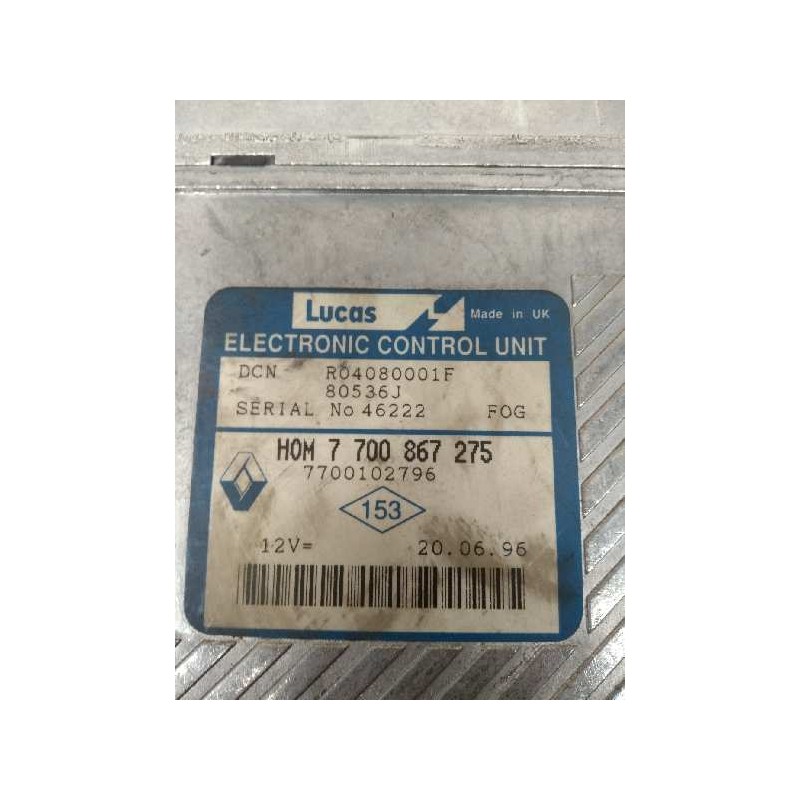 Lucas Made in UK
ELECTRONIC CONTROL UNIT
DCN R04080001F
80536J
SERIAL No 46222 FOG
HOM 7 700 867 275
7700102796
153
12V= 20.06.96